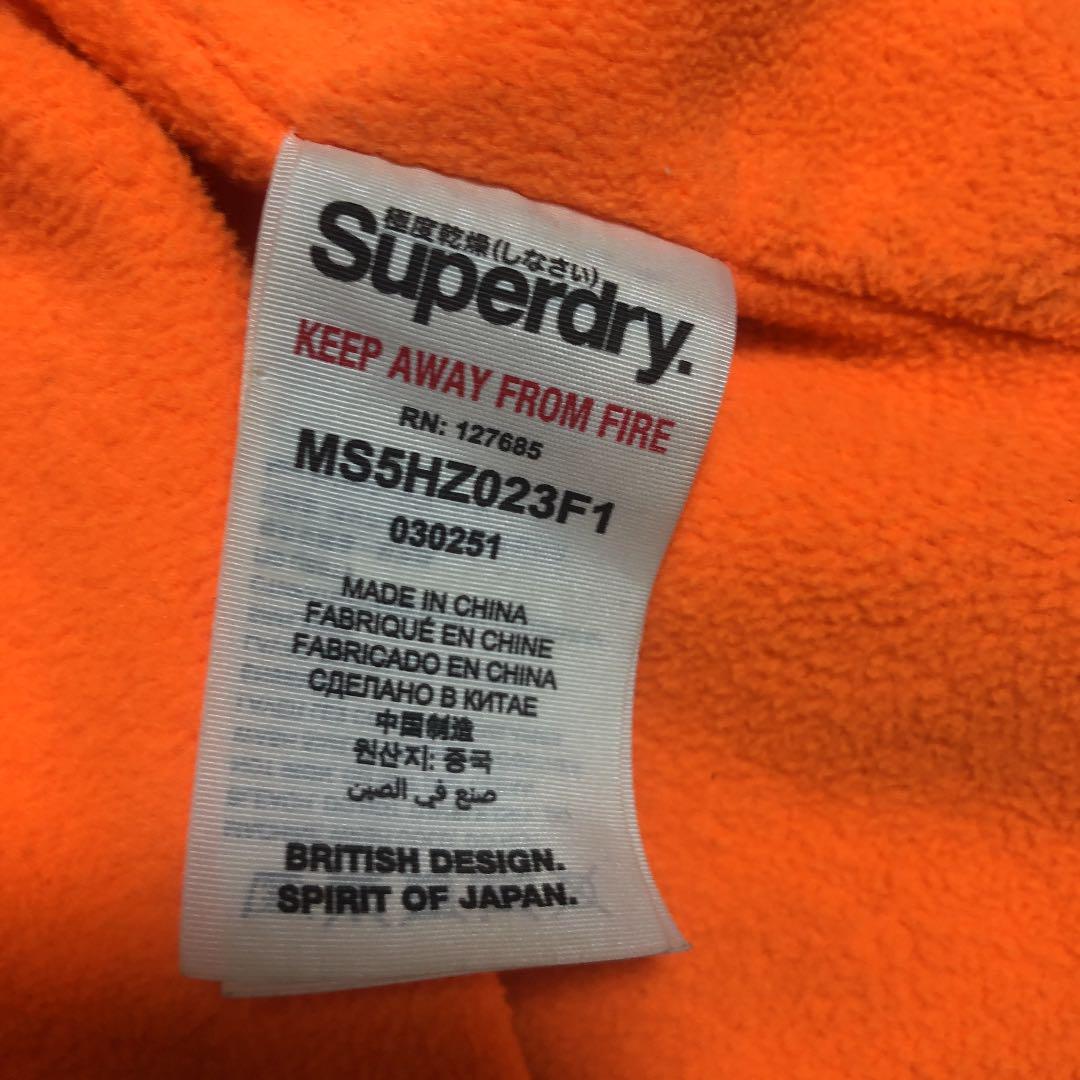 極度乾燥(しなさい)
Superdry.
KEEP AWAY FROM FIRE
RN: 127685
MS5HZ023F1
030251
MADE IN CHINA
FABRIQUÉ EN CHINE
FABRICADO EN CHINA
СДЕЛАНО В КИТАЕ
中国制造
원산지: 중국
صنع في الصين
BRITISH DESIGN.
SPIRIT OF JAPAN.